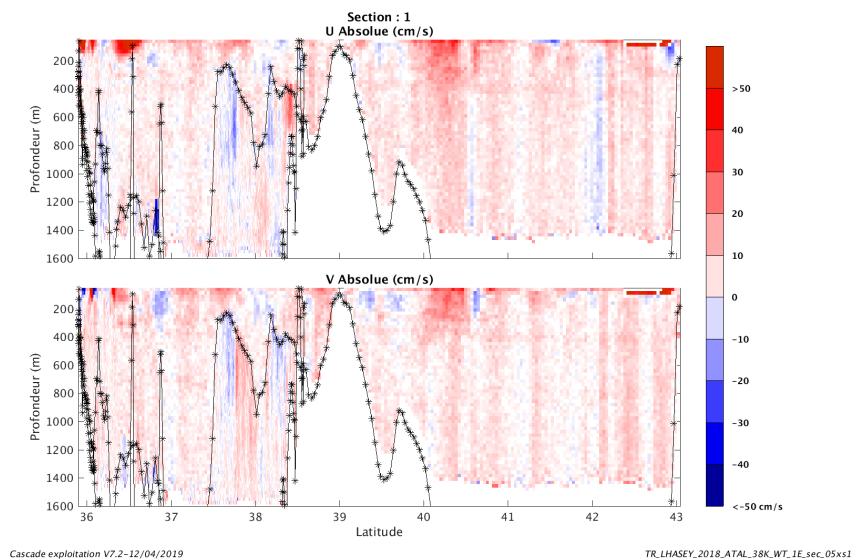 Section : 1
U Absolue (cm/s)
Profondeur (m)
200
400
600
800
1000
1200
1400
1600
V Absolue (cm/s)
Profondeur (m)
200
400
600
800
1000
1200
1400
1600
36 37 38 39 40 41 42 43
Latitude
>50
40
30
20
10
0
−10
−20
−30
−40
<−50 cm/s
Cascade exploitation V7.2−12/04/2019
TR_LHASEY_2018_ATAL_38K_WT_1E_sec_05xs1